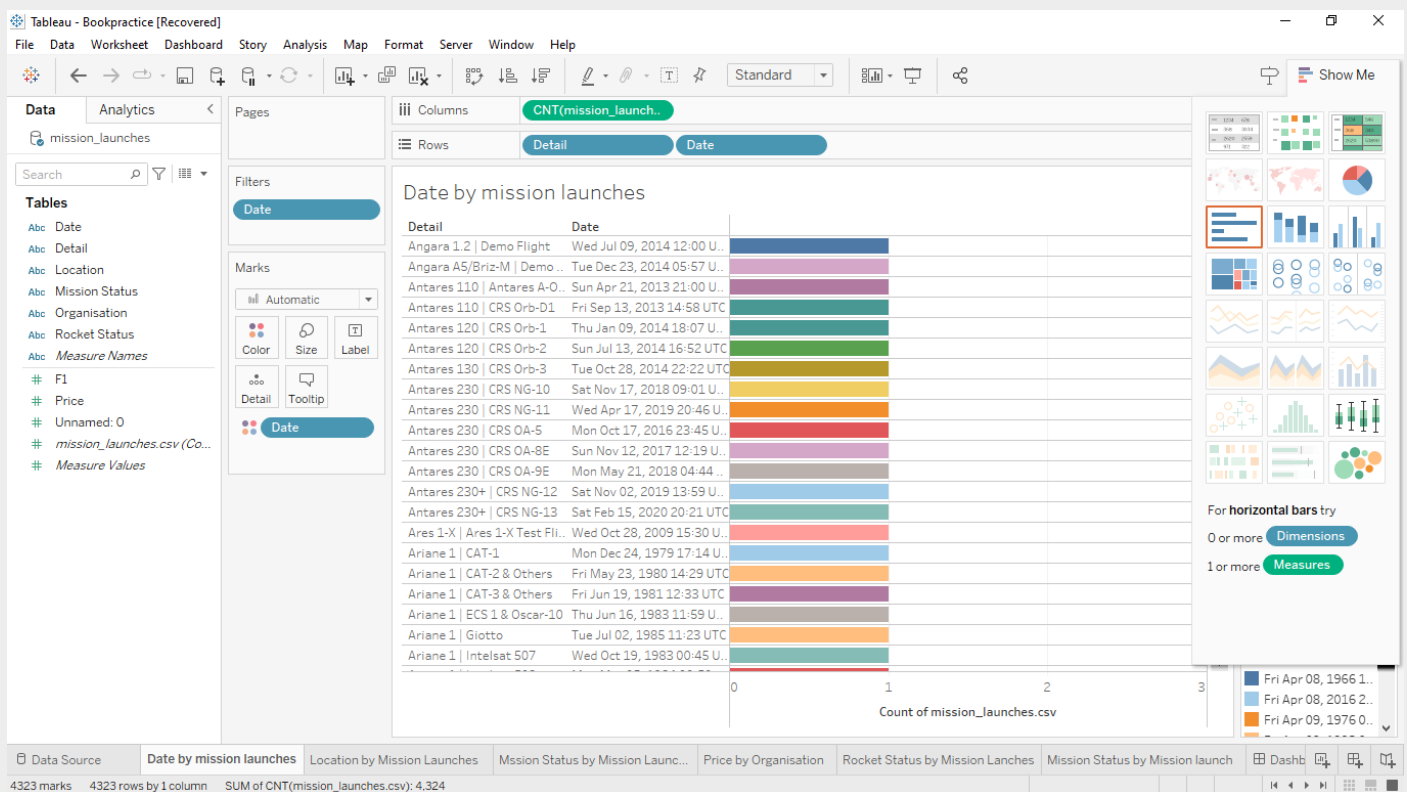 Tableau - Bookpractice [Recovered]
File Data Worksheet Dashboard Story Analysis Map Format Server Window Help
Standard
Show Me
Data Analytics
mission_launches
Search
Tables
Abc Date
Abc Detail
Abc Location
Abc Mission Status
Abc Organisation
Abc Rocket Status
Abc Measure Names
# F1
# Price
# Unnamed: 0
# mission_launches.csv (Co...
# Measure Values
Pages
Filters
Date
Marks
Automatic
Color Size Label
Detail Tooltip
Date
Columns CNT(mission_launch..
Rows Detail Date
Date by mission launches
Detail Date
Angara 1.2 | Demo Flight Wed Jul 09, 2014 12:00 U..
Angara A5/Briz-M | Demo .. Tue Dec 23, 2014 05:57 U..
Antares 110 | Antares A-O.. Sun Apr 21, 2013 21:00 U..
Antares 110 | CRS Orb-D1 Fri Sep 13, 2013 14:58 UTC
Antares 120 | CRS Orb-1 Thu Jan 09, 2014 18:07 U..
Antares 120 | CRS Orb-2 Sun Jul 13, 2014 16:52 UTC
Antares 130 | CRS Orb-3 Tue Oct 28, 2014 22:22 UTC
Antares 230 | CRS NG-10 Sat Nov 17, 2018 09:01 U..
Antares 230 | CRS NG-11 Wed Apr 17, 2019 20:46 U..
Antares 230 | CRS OA-5 Mon Oct 17, 2016 23:45 U..
Antares 230 | CRS OA-8E Sun Nov 12, 2017 12:19 U..
Antares 230 | CRS OA-9E Mon May 21, 2018 04:44 ..
Antares 230+ | CRS NG-12 Sat Nov 02, 2019 13:59 U..
Antares 230+ | CRS NG-13 Sat Feb 15, 2020 20:21 UTC
Ares 1-X | Ares 1-X Test Fli.. Wed Oct 28, 2009 15:30 U..
Ariane 1 | CAT-1 Mon Dec 24, 1979 17:14 U..
Ariane 1 | CAT-2 & Others Fri May 23, 1980 14:29 UTC
Ariane 1 | CAT-3 & Others Fri Jun 19, 1981 12:33 UTC
Ariane 1 | ECS 1 & Oscar-10 Thu Jun 16, 1983 11:59 U..
Ariane 1 | Giotto Tue Jul 02, 1985 11:23 UTC
Ariane 1 | Intelsat 507 Wed Oct 19, 1983 00:45 U..
0 1 2 3
Count of mission_launches.csv
For horizontal bars try
0 or more Dimensions
1 or more Measures
Fri Apr 08, 1966 1..
Fri Apr 08, 2016 2..
Fri Apr 09, 1976 0..
Data Source Date by mission launches Location by Mission Launches Mssion Status by Mission Launc... Price by Organisation Rocket Status by Mission Lanches Mission Status by Mission launch Dashb
4323 marks 4323 rows by 1 column SUM of CNT(mission_launches.csv): 4,324